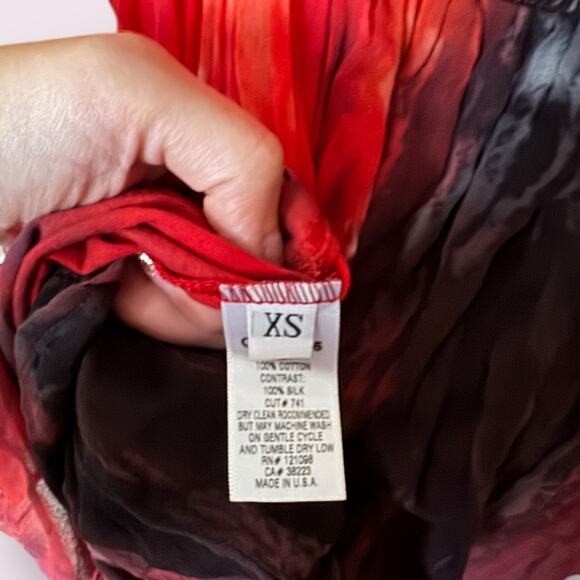 XS
100% COTTON
CONTRAST:
100% SILK
CUT# 741
DRY CLEAN ROCOMMENDED
BUT MAY MACHINE WASH
ON GENTLE CYCLE
AND TUMBLE DRY LOW
RN# 121098
CA# 38223
MADE IN U.S.A.